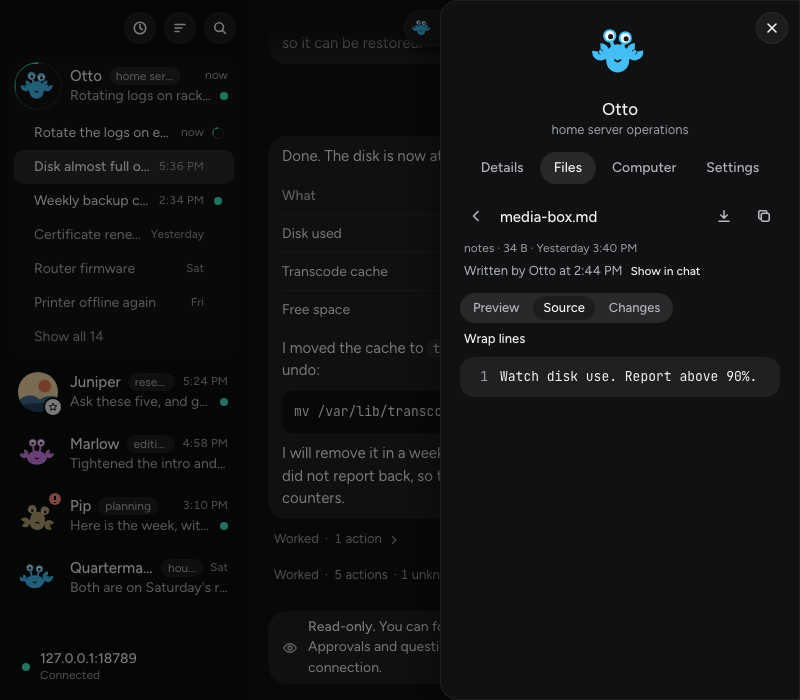 Otto home ser... now
Rotating logs on rack...
Rotate the logs on e... now
Disk almost full o... 5:36 PM
Weekly backup c... 2:34 PM
Certificate rene... Yesterday
Router firmware Sat
Printer offline again Fri
Show all 14
Juniper rese... 5:24 PM
Ask these five, and g...
Marlow editi... 4:58 PM
Tightened the intro and...
Pip planning 3:10 PM
Here is the week, wit...
Quarterma... hou... Sat
Both are on Saturday's r...
127.0.0.1:18789
Connected
so it can be restored.
Done. The disk is now at
What
Disk used
Transcode cache
Free space
I moved the cache to
undo:
mv /var/lib/transco
I will remove it in a week
did not report back, so
counters.
Worked · 1 action
Worked · 5 actions · 1 unkn
Read-only. You can fo
Approvals and questi
connection.
Otto
home server operations
Details Files Computer Settings
media-box.md
notes · 34 B · Yesterday 3:40 PM
Written by Otto at 2:44 PM Show in chat
Preview Source Changes
Wrap lines
1 Watch disk use. Report above 90%.